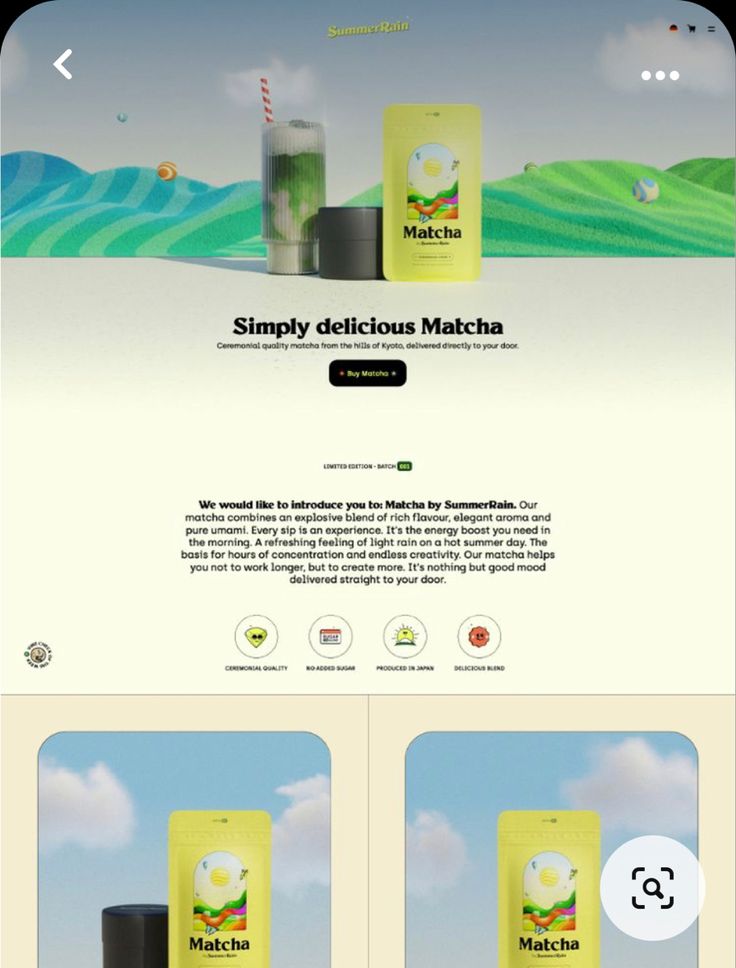 SummerRain
Matcha
by SummerRain
Simply delicious Matcha
Ceremonial quality matcha from the hills of Kyoto, delivered directly to your door.
Buy Matcha
LIMITED EDITION - BATCH 001
We would like to introduce you to: Matcha by SummerRain. Our
matcha combines an explosive blend of rich flavour, elegant aroma and
pure umami. Every sip is an experience. It's the energy boost you need in
the morning. A refreshing feeling of light rain on a hot summer day. The
basis for hours of concentration and endless creativity. Our matcha helps
you not to work longer, but to create more. It's nothing but good mood
delivered straight to your door.
CEREMONIAL QUALITY
NO ADDED SUGAR
PRODUCED IN JAPAN
DELICIOUS BLEND
Matcha
by SummerRain
Matcha
by SummerRain